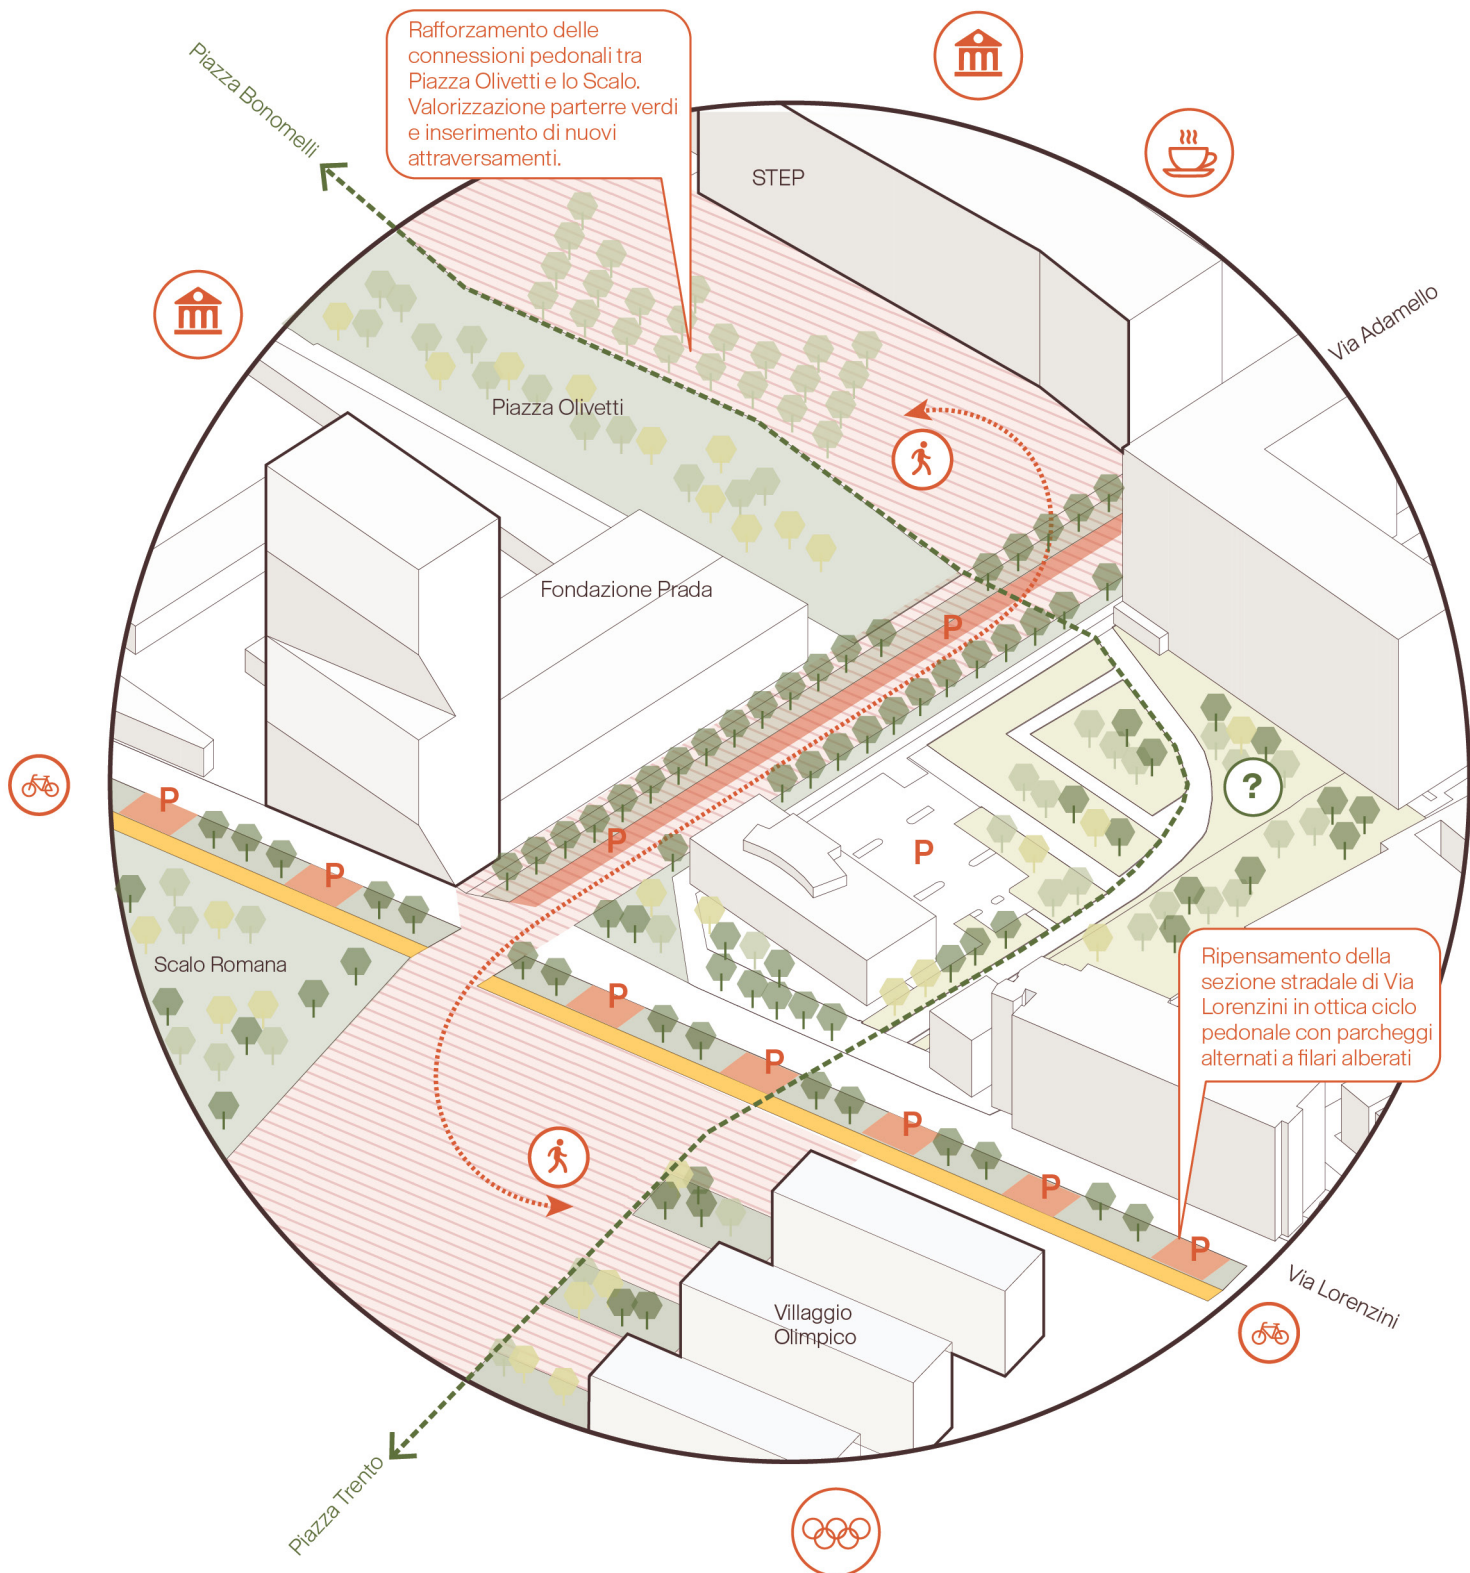 Rafforzamento delle
connessioni pedonali tra
Piazza Olivetti e lo Scalo.
Valorizzazione parterre verdi
e inserimento di nuovi
attraversamenti.
Piazza Bonomelli
STEP
Via Adamello
Piazza Olivetti
Fondazione Prada
P
?
P
P
P
P
P
Scalo Romana
Ripensamento della
sezione stradale di Via
Lorenzini in ottica ciclo
pedonale con parcheggi
alternati a filari alberati
P
P
P
P
P
Via Lorenzini
Villaggio
Olimpico
Piazza Trento